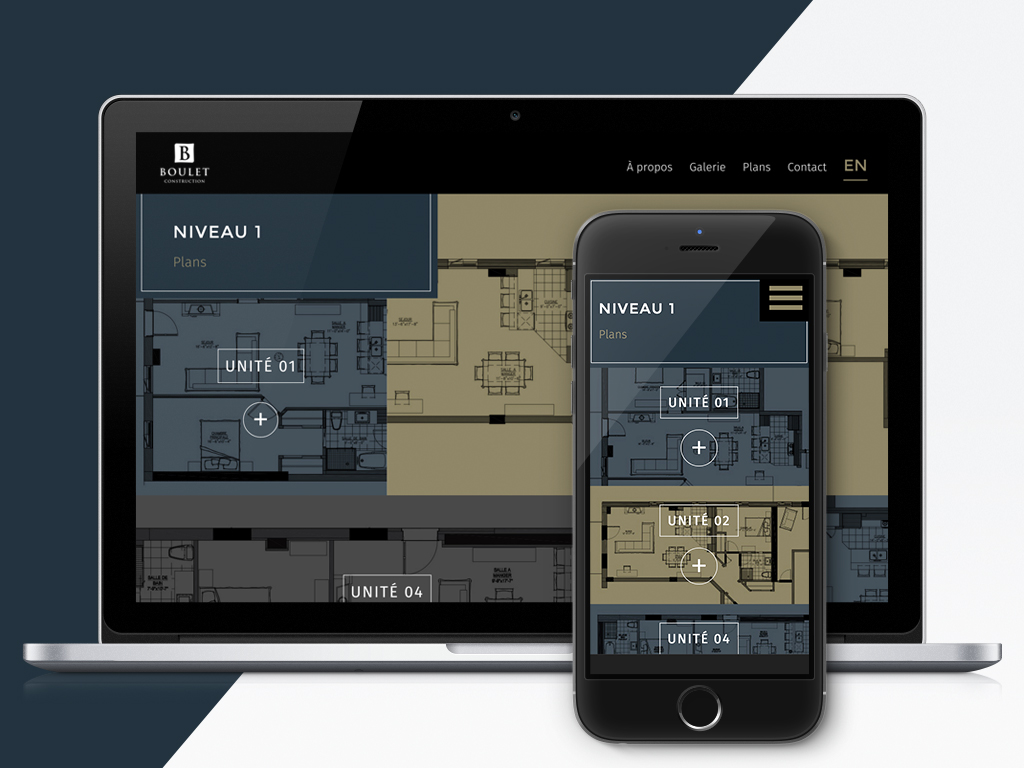 B
BOULET
CONSTRUCTION
À propos
Galerie
Plans
Contact
EN
NIVEAU 1
Plans
UNITÉ 01
+
UNITÉ 04
NIVEAU 1
Plans
UNITÉ 01
+
UNITÉ 02
+
UNITÉ 04